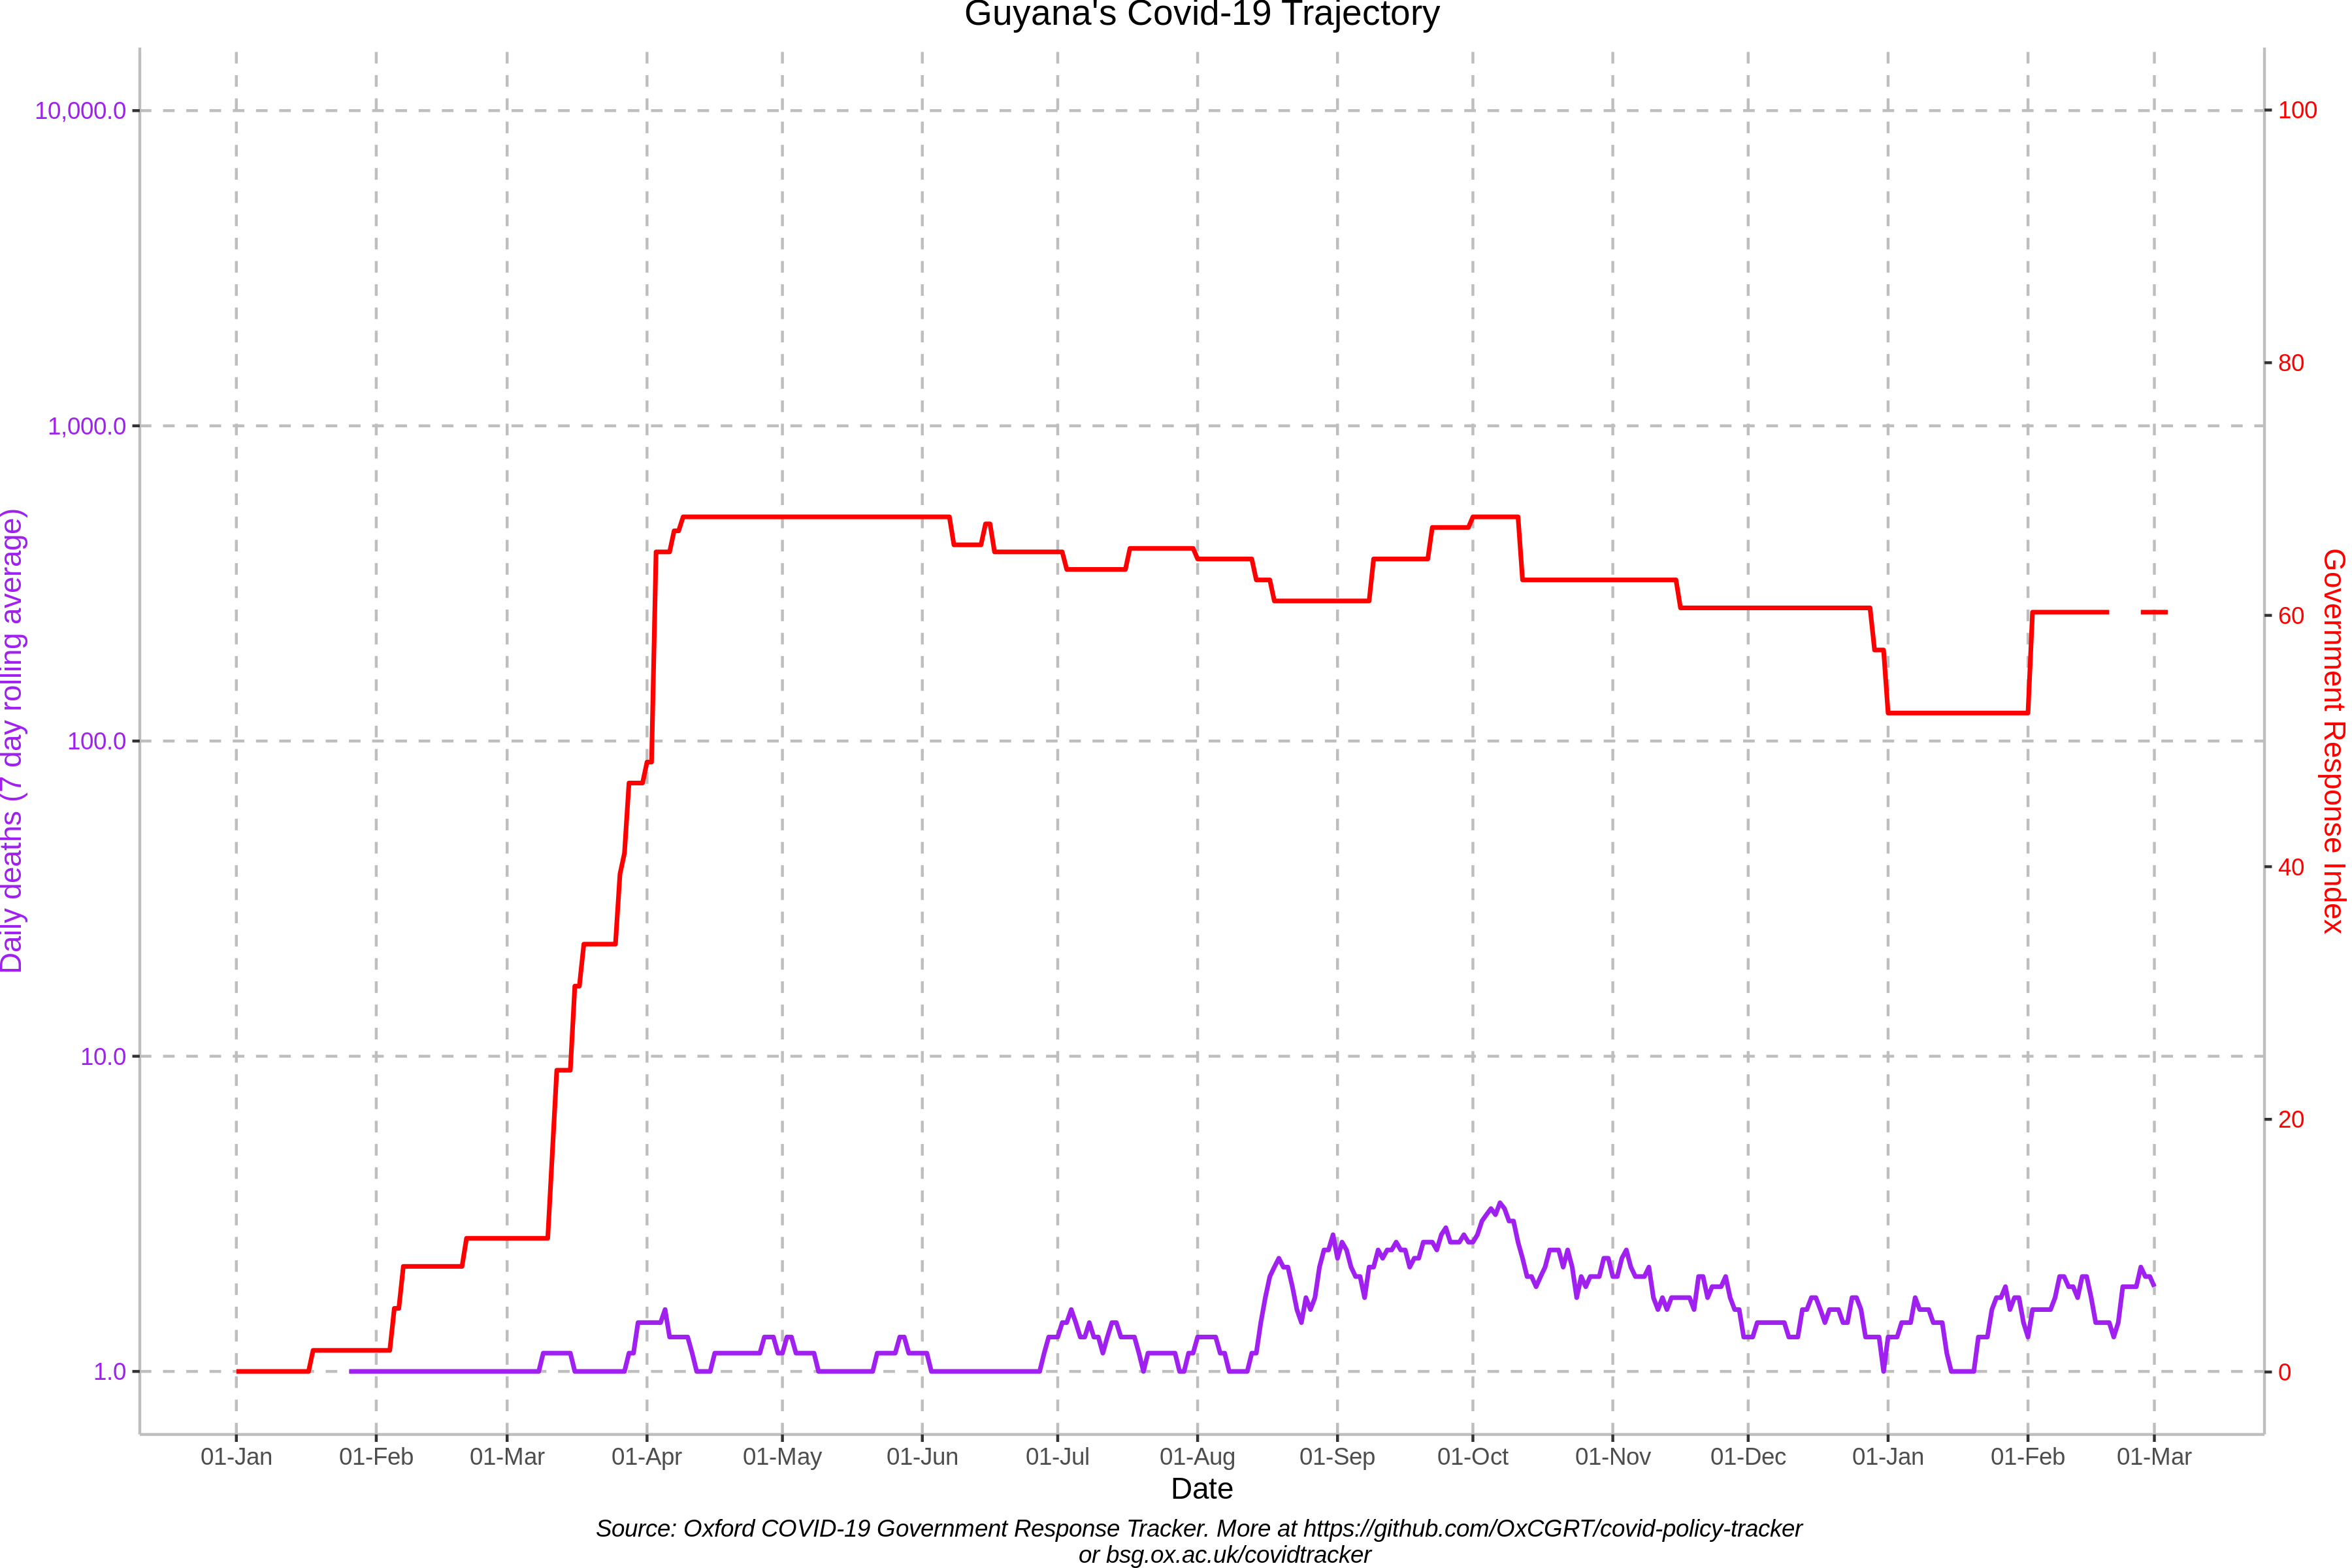 Guyana's Covid-19 Trajectory
10,000.0
1,000.0
100.0
10.0
1.0
Daily deaths (7 day rolling average)
100
80
60
40
20
0
Government Response Index
01-Jan 01-Feb 01-Mar 01-Apr 01-May 01-Jun 01-Jul 01-Aug 01-Sep 01-Oct 01-Nov 01-Dec 01-Jan 01-Feb 01-Mar
Date
Source: Oxford COVID-19 Government Response Tracker. More at https://github.com/OxCGRT/covid-policy-tracker
or bsg.ox.ac.uk/covidtracker